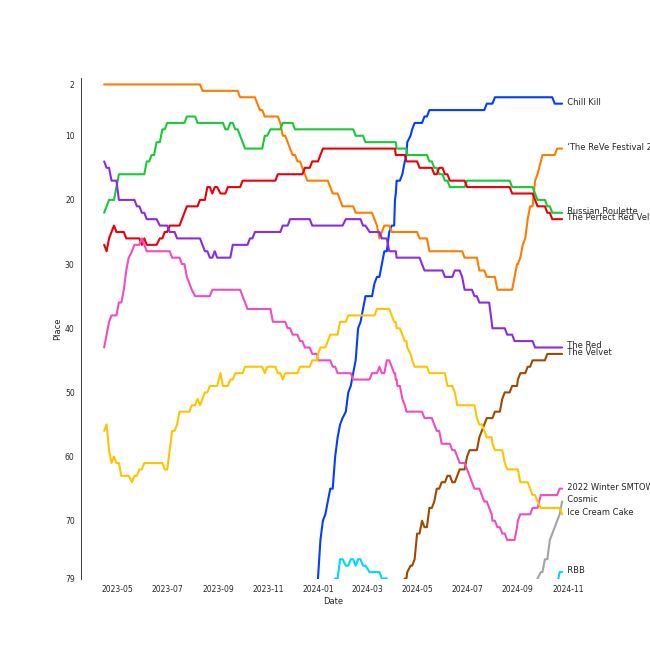 2
10
20
30
40
50
60
70
79
Place
2023-05
2023-07
2023-09
2023-11
2024-01
2024-03
2024-05
2024-07
2024-09
2024-11
Date
Chill Kill
'The ReVe Festival 2
Russian Roulette
The Perfect Red Vel
The Red
The Velvet
2022 Winter SMTOW
Cosmic
Ice Cream Cake
RBB